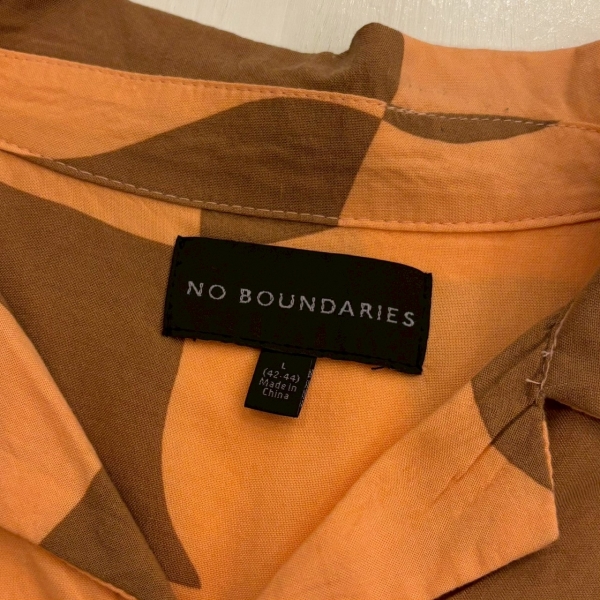 NO BOUNDARIES
L
(42-44)
Made in
China